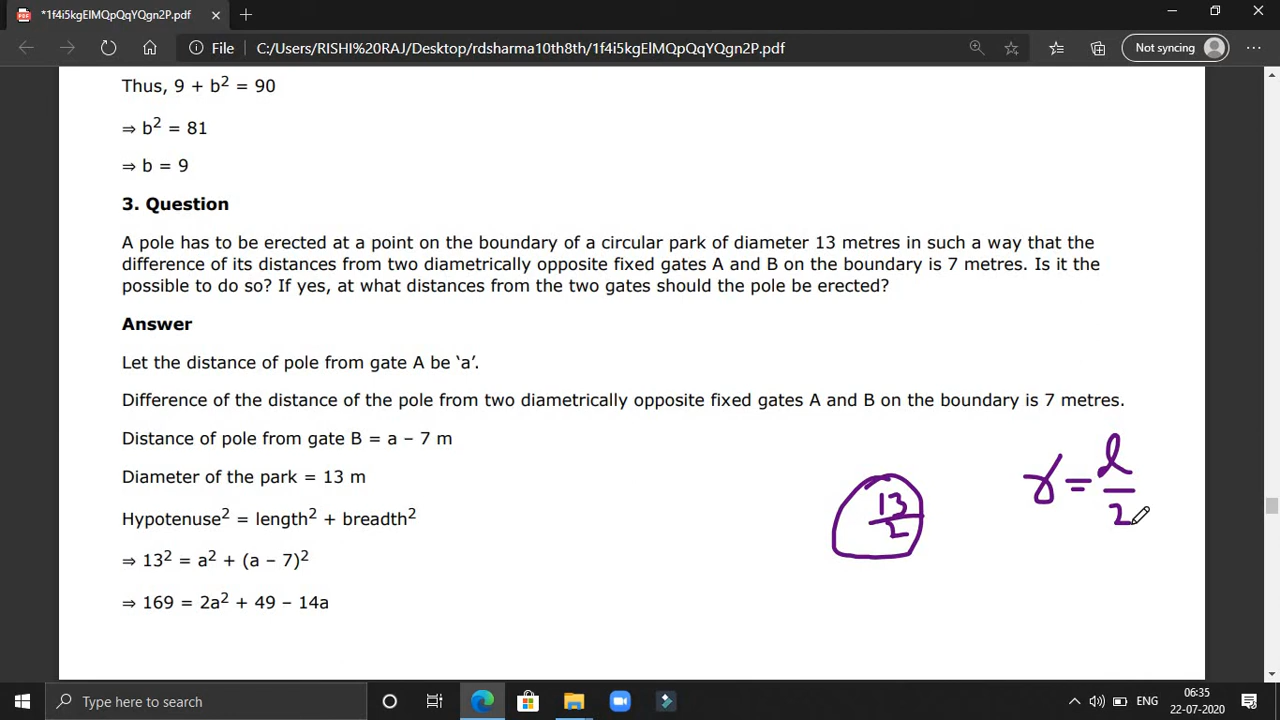 *1f4i5kgElMQpQqYQgn2P.pdf
File C:/Users/RISHI%20RAJ/Desktop/rdsharma10th8th/1f4i5kgElMQpQqYQgn2P.pdf Not syncing
Thus, 9 + b² = 90
⇒ b² = 81
⇒ b = 9
3. Question
A pole has to be erected at a point on the boundary of a circular park of diameter 13 metres in such a way that the
difference of its distances from two diametrically opposite fixed gates A and B on the boundary is 7 metres. Is it the
possible to do so? If yes, at what distances from the two gates should the pole be erected?
Answer
Let the distance of pole from gate A be ‘a’.
Difference of the distance of the pole from two diametrically opposite fixed gates A and B on the boundary is 7 metres.
Distance of pole from gate B = a – 7 m
Diameter of the park = 13 m
Hypotenuse² = length² + breadth²
⇒ 13² = a² + (a – 7)²
⇒ 169 = 2a² + 49 – 14a
13
2
r = d
2
Type here to search
ENG
06:35
22-07-2020